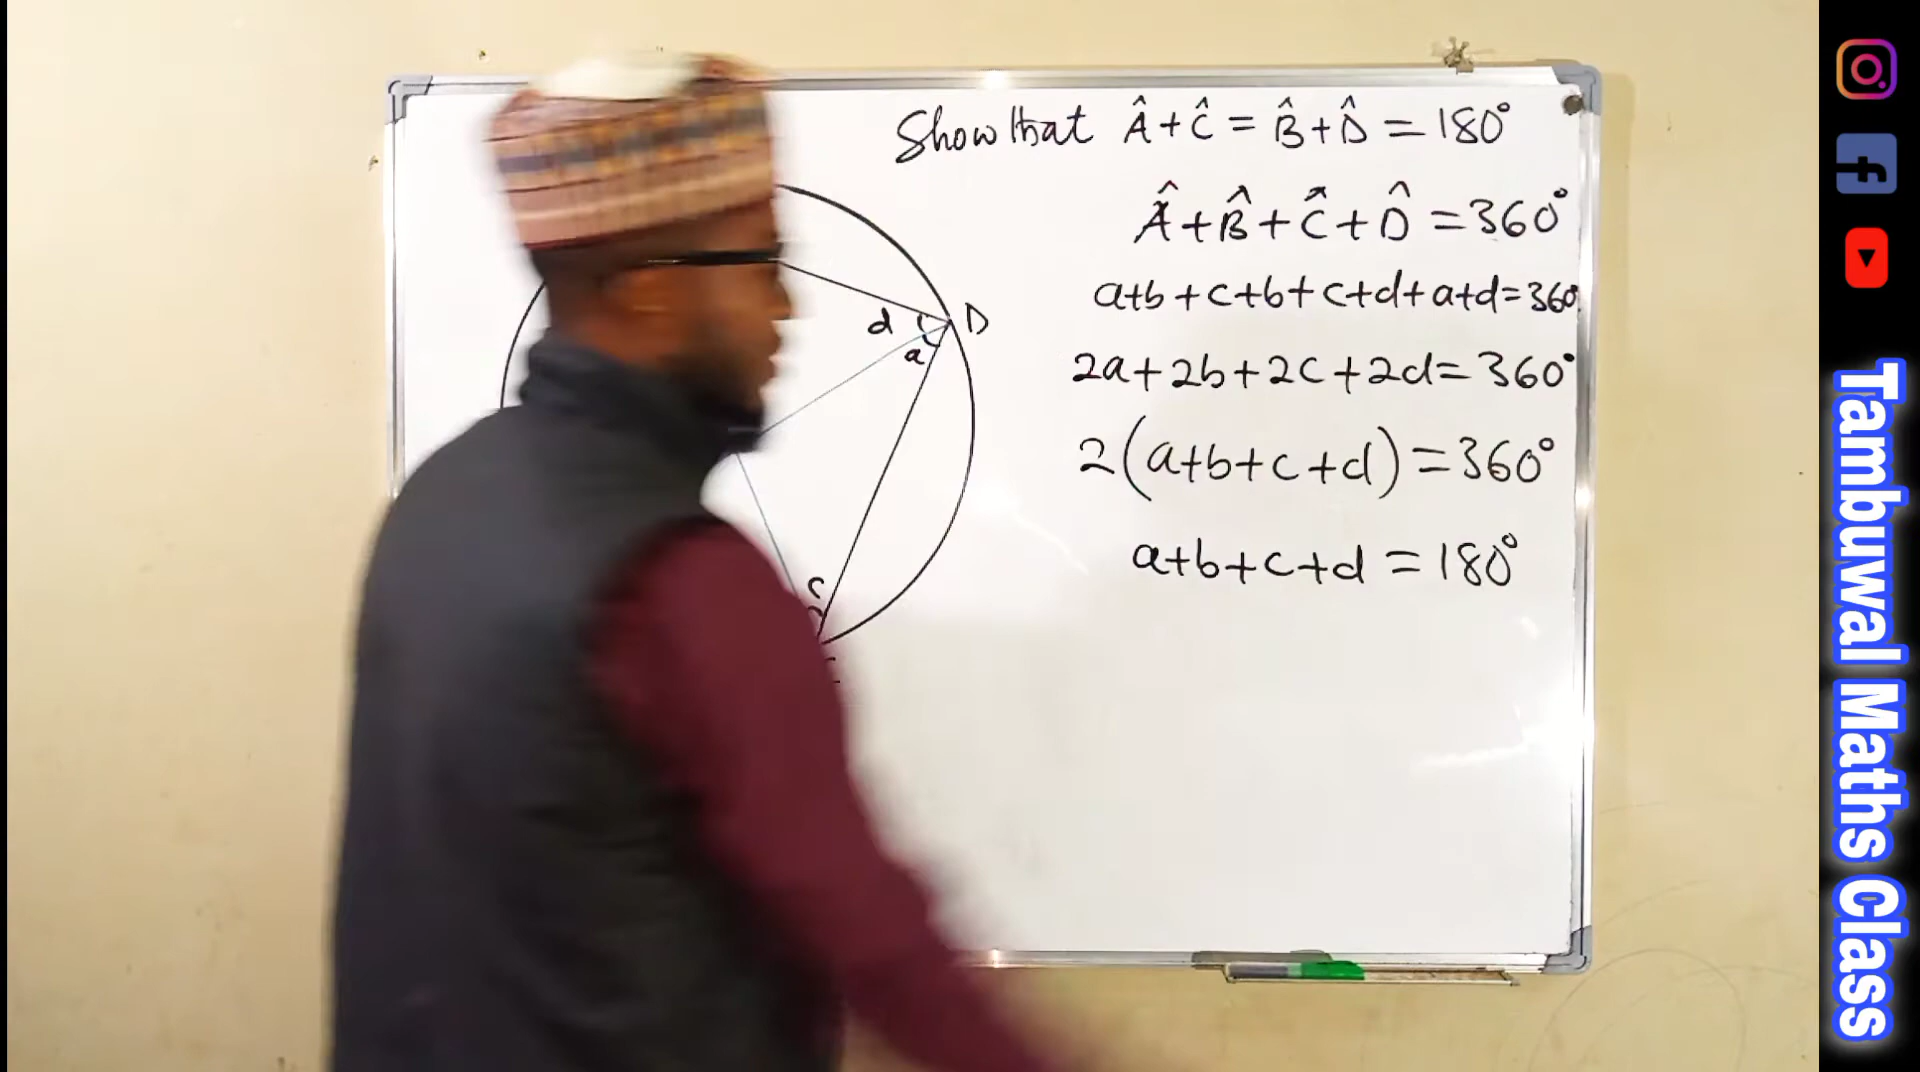 Show that Â + Ĉ = B̂ + D̂ = 180°
Â + B̂ + Ĉ + D̂ = 360°
a+b + c+b + c+d + a+d = 360
2a + 2b + 2c + 2d = 360°
2(a+b+c+d) = 360°
a+b+c+d = 180°
d
D
a
c
Tambuwal Maths Class